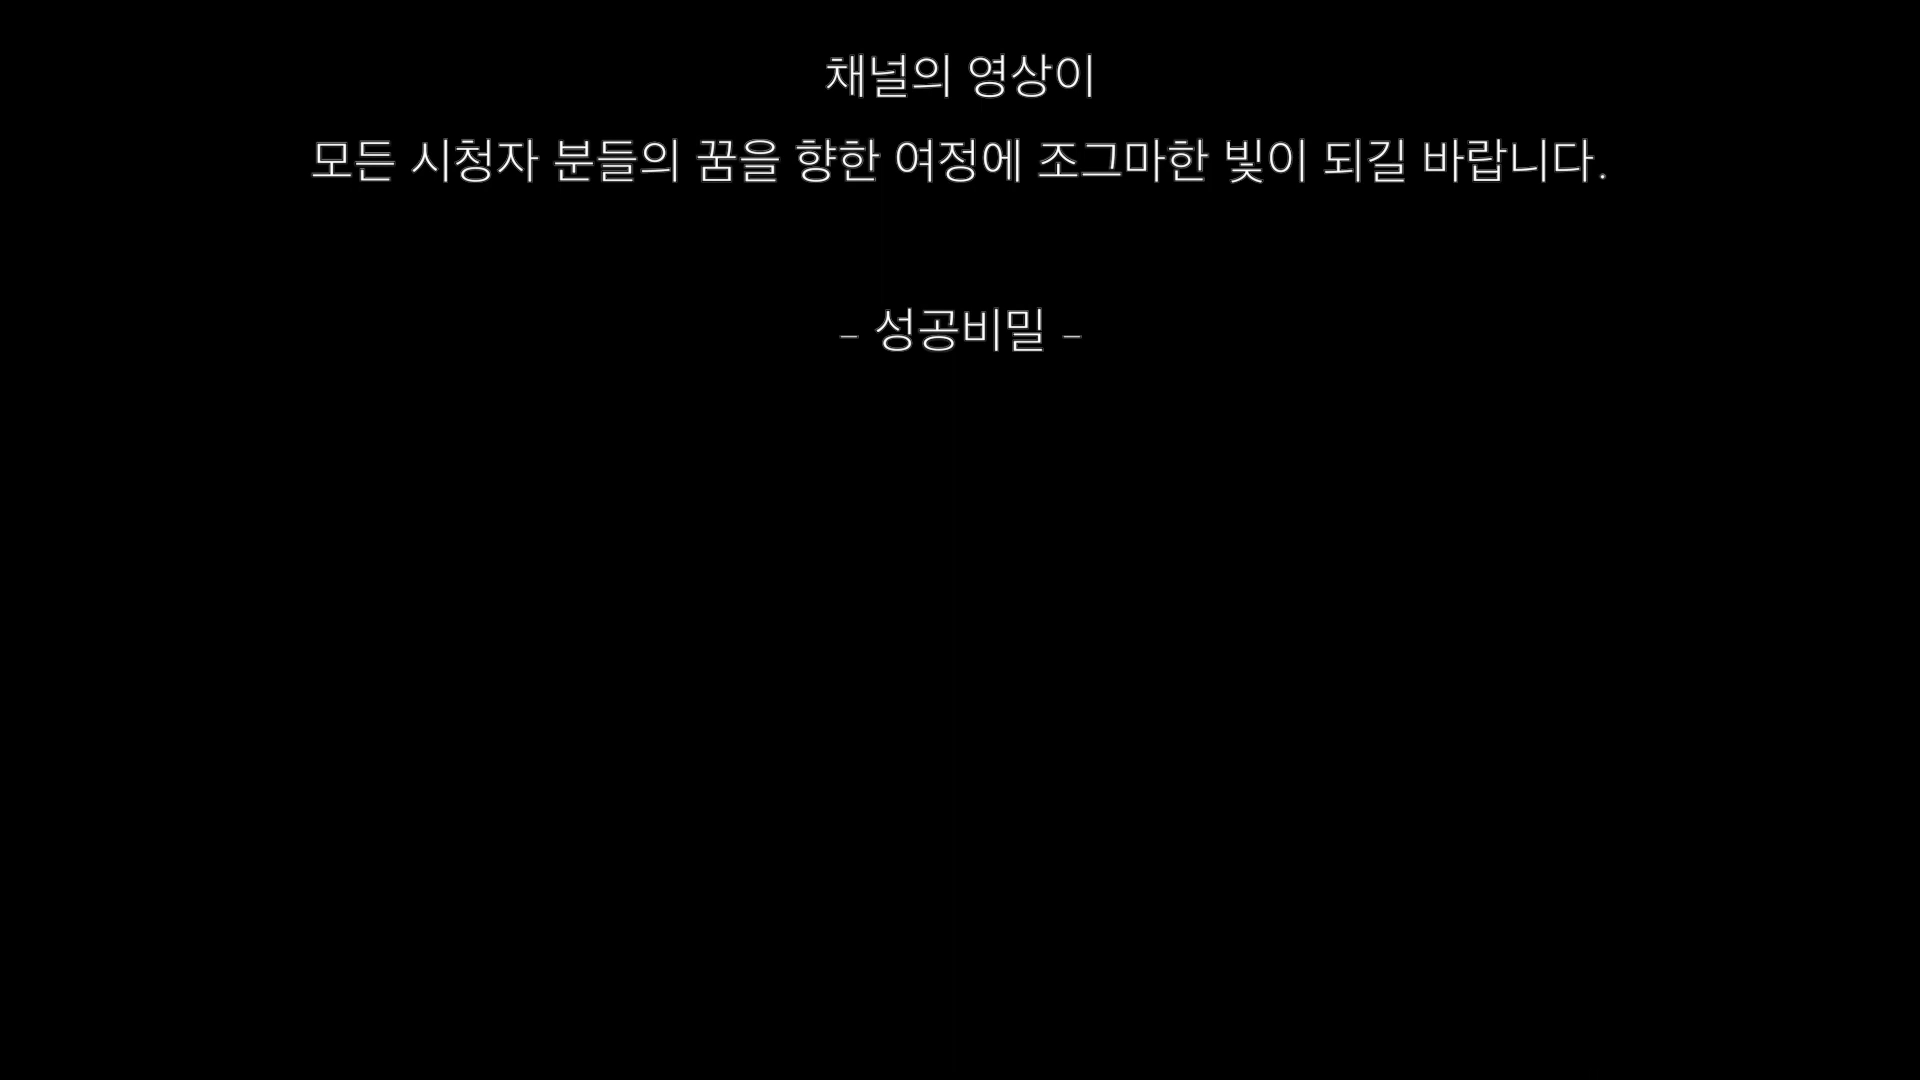 채널의 영상이
모든 시청자 분들의 꿈을 향한 여정에 조그마한 빛이 되길 바랍니다.
- 성공비밀 -